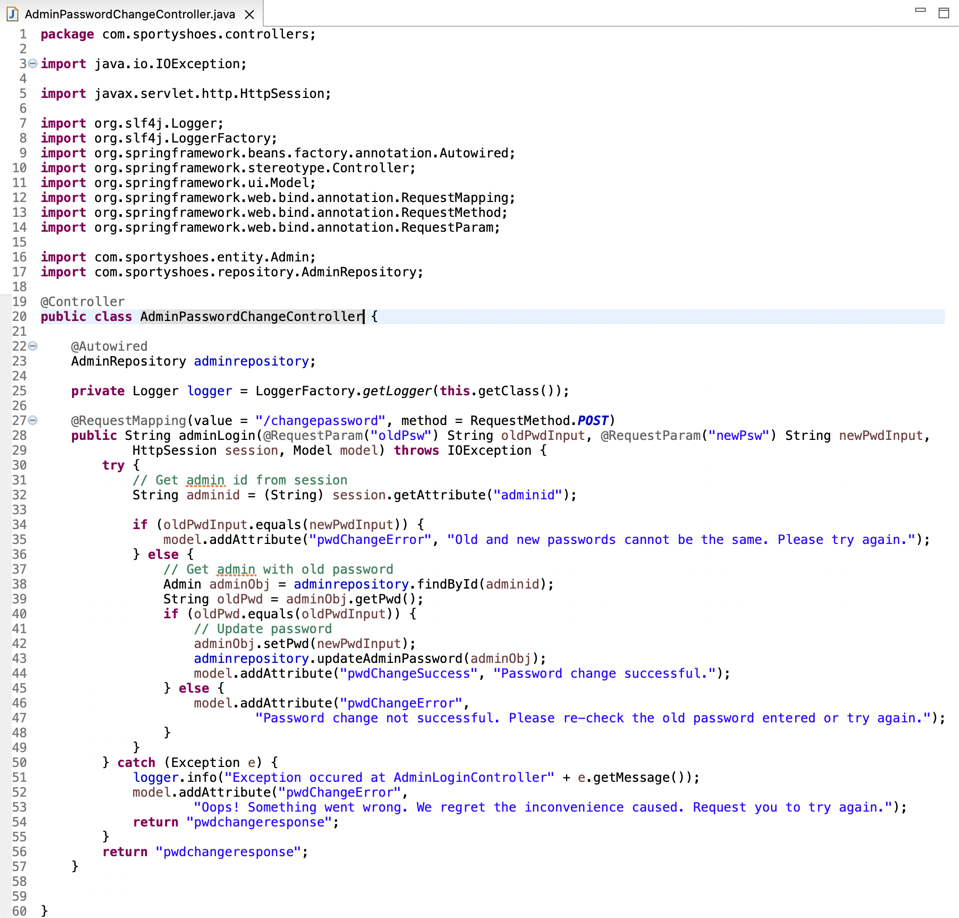 AdminPasswordChangeController.java
1 package com.sportyshoes.controllers;
2
3 import java.io.IOException;
4
5 import javax.servlet.http.HttpSession;
6
7 import org.slf4j.Logger;
8 import org.slf4j.LoggerFactory;
9 import org.springframework.beans.factory.annotation.Autowired;
10 import org.springframework.stereotype.Controller;
11 import org.springframework.ui.Model;
12 import org.springframework.web.bind.annotation.RequestMapping;
13 import org.springframework.web.bind.annotation.RequestMethod;
14 import org.springframework.web.bind.annotation.RequestParam;
15
16 import com.sportyshoes.entity.Admin;
17 import com.sportyshoes.repository.AdminRepository;
18
19 @Controller
20 public class AdminPasswordChangeController {
21
22     @Autowired
23     AdminRepository adminrepository;
24
25     private Logger logger = LoggerFactory.getLogger(this.getClass());
26
27     @RequestMapping(value = "/changepassword", method = RequestMethod.POST)
28     public String adminLogin(@RequestParam("oldPsw") String oldPwdInput, @RequestParam("newPsw") String newPwdInput,
29             HttpSession session, Model model) throws IOException {
30         try {
31             // Get admin id from session
32             String adminid = (String) session.getAttribute("adminid");
33
34             if (oldPwdInput.equals(newPwdInput)) {
35                 model.addAttribute("pwdChangeError", "Old and new passwords cannot be the same. Please try again.");
36             } else {
37                 // Get admin with old password
38                 Admin adminObj = adminrepository.findById(adminid);
39                 String oldPwd = adminObj.getPwd();
40                 if (oldPwd.equals(oldPwdInput)) {
41                     // Update password
42                     adminObj.setPwd(newPwdInput);
43                     adminrepository.updateAdminPassword(adminObj);
44                     model.addAttribute("pwdChangeSuccess", "Password change successful.");
45                 } else {
46                     model.addAttribute("pwdChangeError",
47                             "Password change not successful. Please re-check the old password entered or try again.");
48                 }
49             }
50         } catch (Exception e) {
51             logger.info("Exception occured at AdminLoginController" + e.getMessage());
52             model.addAttribute("pwdChangeError",
53                     "Oops! Something went wrong. We regret the inconvenience caused. Request you to try again.");
54             return "pwdchangeresponse";
55         }
56         return "pwdchangeresponse";
57     }
58
59
60 }